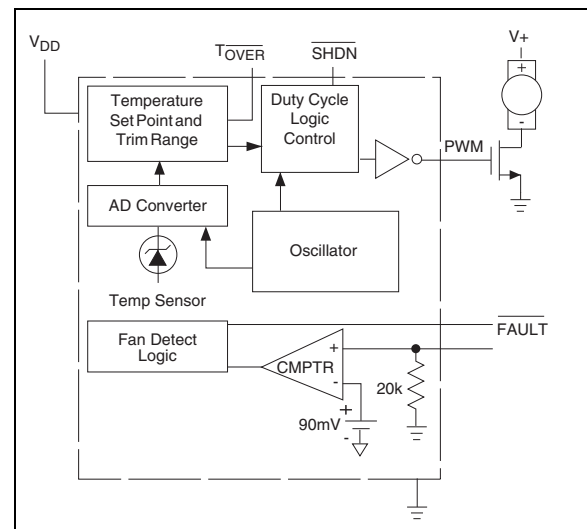 VDD
TOVER
SHDN
V+
+
-
Temperature
Set Point and
Trim Range
Duty Cycle
Logic
Control
PWM
AD Converter
Oscillator
Temp Sensor
Fan Detect
Logic
CMPTR
+
-
FAULT
20k
+
90mV
-